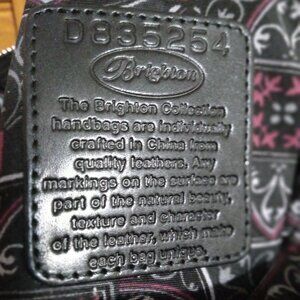 D835254
Brighton
The Brighton Collection
handbags are individually
crafted in China from
quality leathers. Any
markings on the surface are
part of the natural beauty,
texture and character
of the leather, which make
each bag unique.